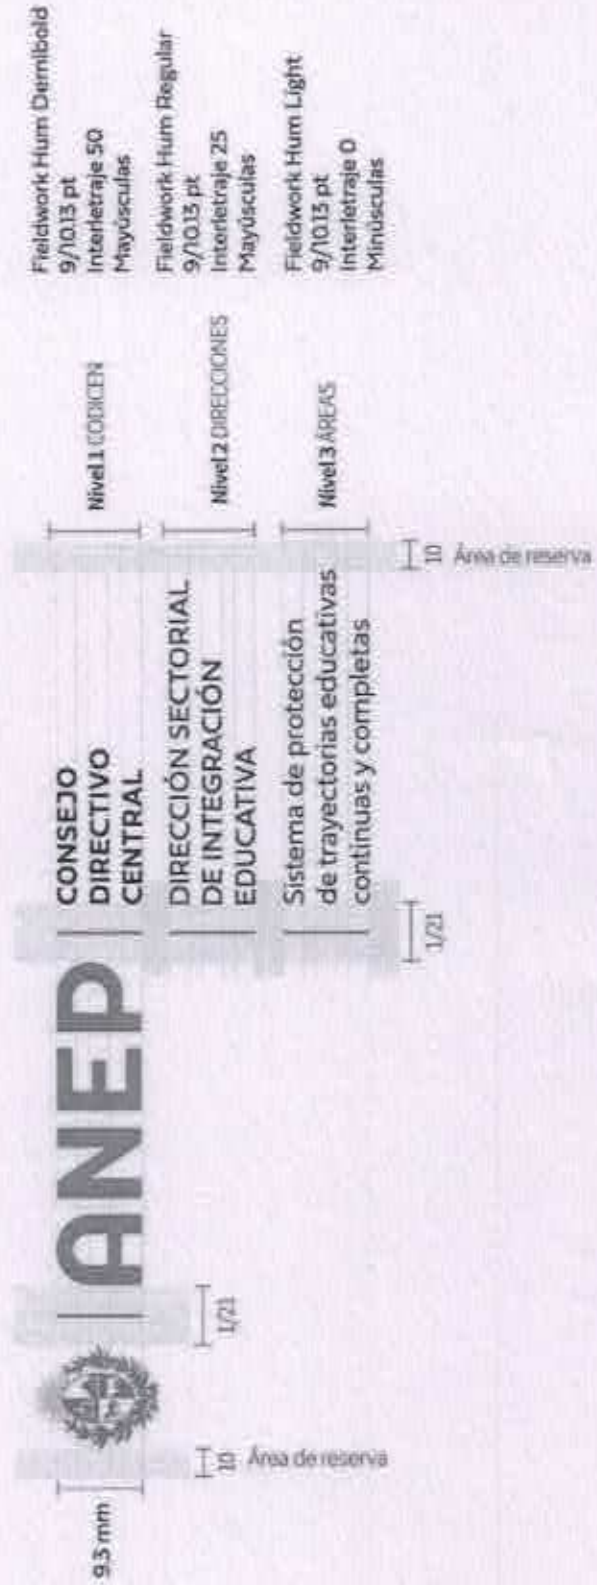 9.3 mm
10 Área de reserva
1/21
ANEP
CONSEJO
DIRECTIVO
CENTRAL
DIRECCIÓN SECTORIAL
DE INTEGRACIÓN
EDUCATIVA
Sistema de protección
de trayectorias educativas
continuas y completas
1/21
10 Área de reserva
Nivel 1 CODICEN
Nivel 2 DIRECCIONES
Nivel 3 ÁREAS
Fieldwork Hum Demibold
9/10.13 pt
Interletraje 50
Mayúsculas
Fieldwork Hum Regular
9/10.13 pt
Interletraje 25
Mayúsculas
Fieldwork Hum Light
9/10.13 pt
Interletraje 0
Minúsculas